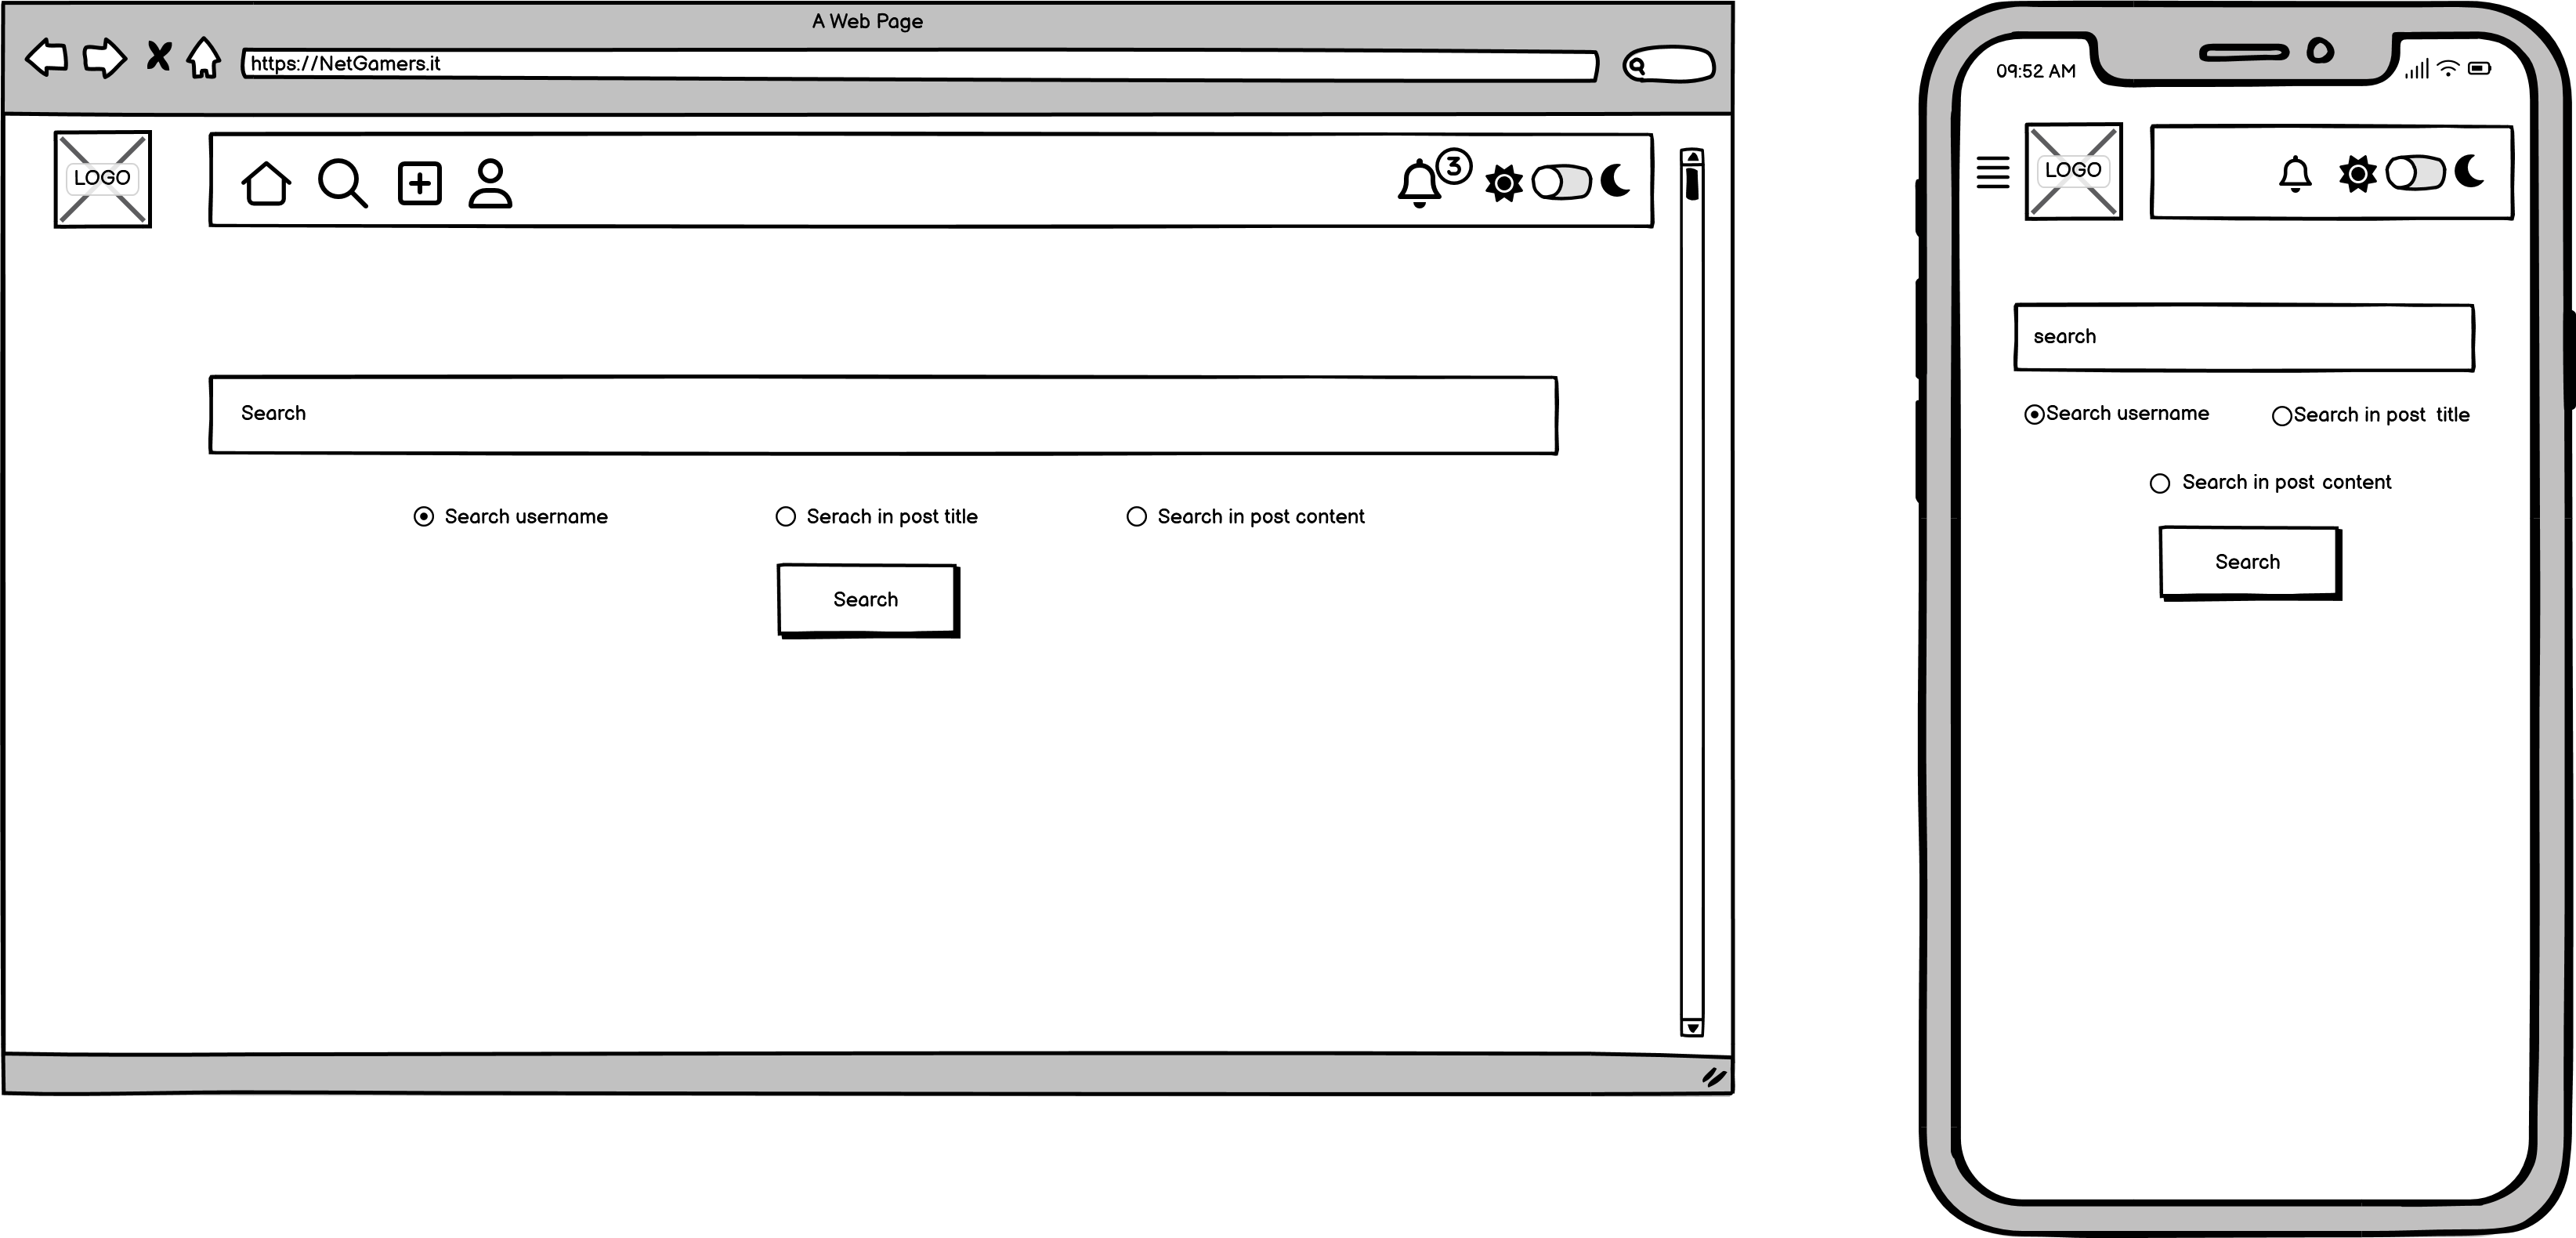 A Web Page
https://NetGamers.it
LOGO
3
Search
Search username
Serach in post title
Search in post content
Search
09:52 AM
LOGO
search
Search username
Search in post title
Search in post content
Search